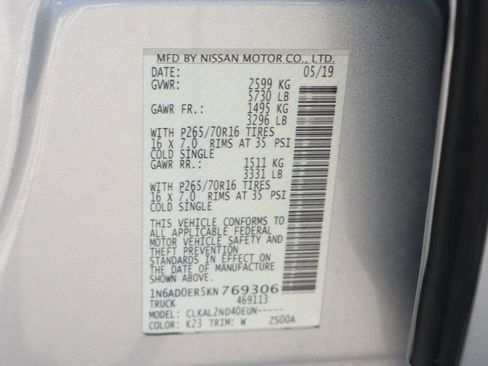 MFD BY NISSAN MOTOR CO., LTD.
DATE: 05/19
GVWR: 2599 KG
5730 LB
GAWR FR.: 1495 KG
3296 LB
WITH P265/70R16 TIRES
16 X 7.0 RIMS AT 35 PSI
COLD SINGLE
GAWR RR.: 1511 KG
3331 LB
WITH P265/70R16 TIRES
16 X 7.0 RIMS AT 35 PSI
COLD SINGLE
THIS VEHICLE CONFORMS TO
ALL APPLICABLE FEDERAL
MOTOR VEHICLE SAFETY AND
THEFT PREVENTION
STANDARDS IN EFFECT ON
THE DATE OF MANUFACTURE
SHOWN ABOVE.
1N6AD0ER5KN769306
TRUCK 469113
MODEL: CLKAL2ND40EUN-----
COLOR: K23 TRIM: W ZS00A